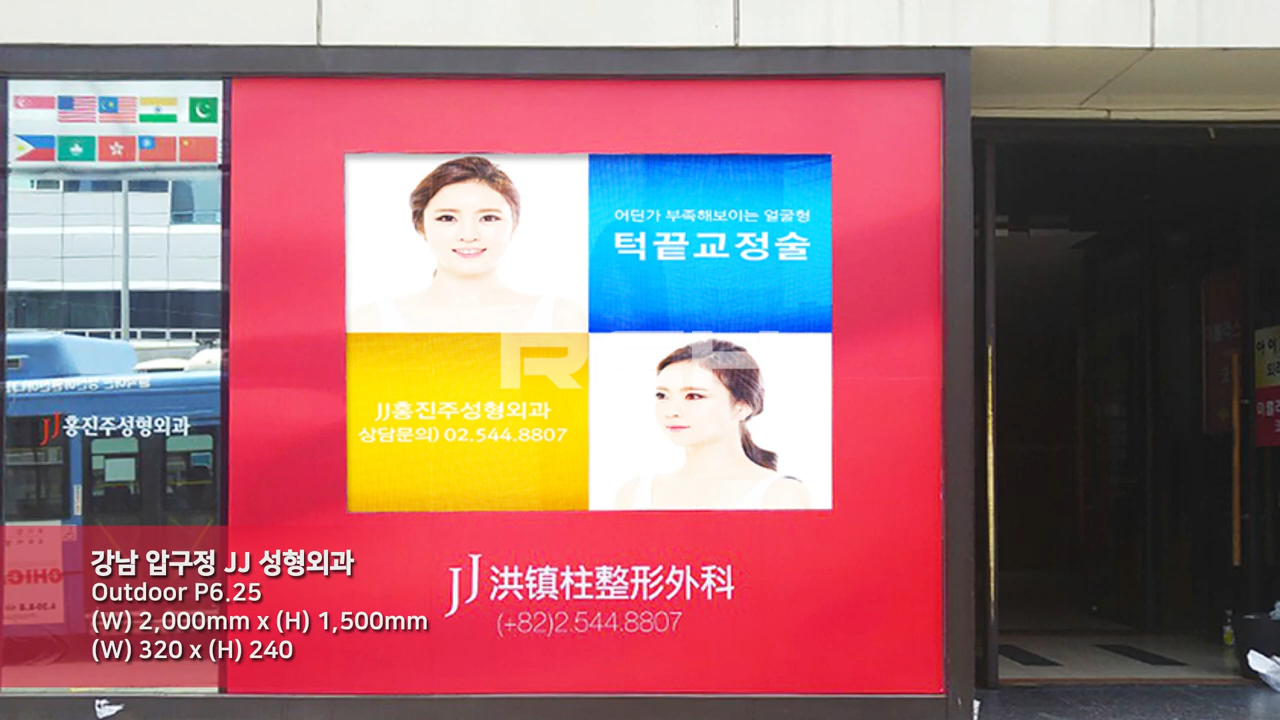 어딘가 부족해보이는 얼굴형
턱끝교정술
JJ홍진주성형외과
상담문의) 02.544.8807
JJ 홍진주성형외과
JJ 洪镇柱整形外科
(+82)2.544.8807
강남 압구정 JJ 성형외과
Outdoor P6.25
(W) 2,000mm x (H) 1,500mm
(W) 320 x (H) 240